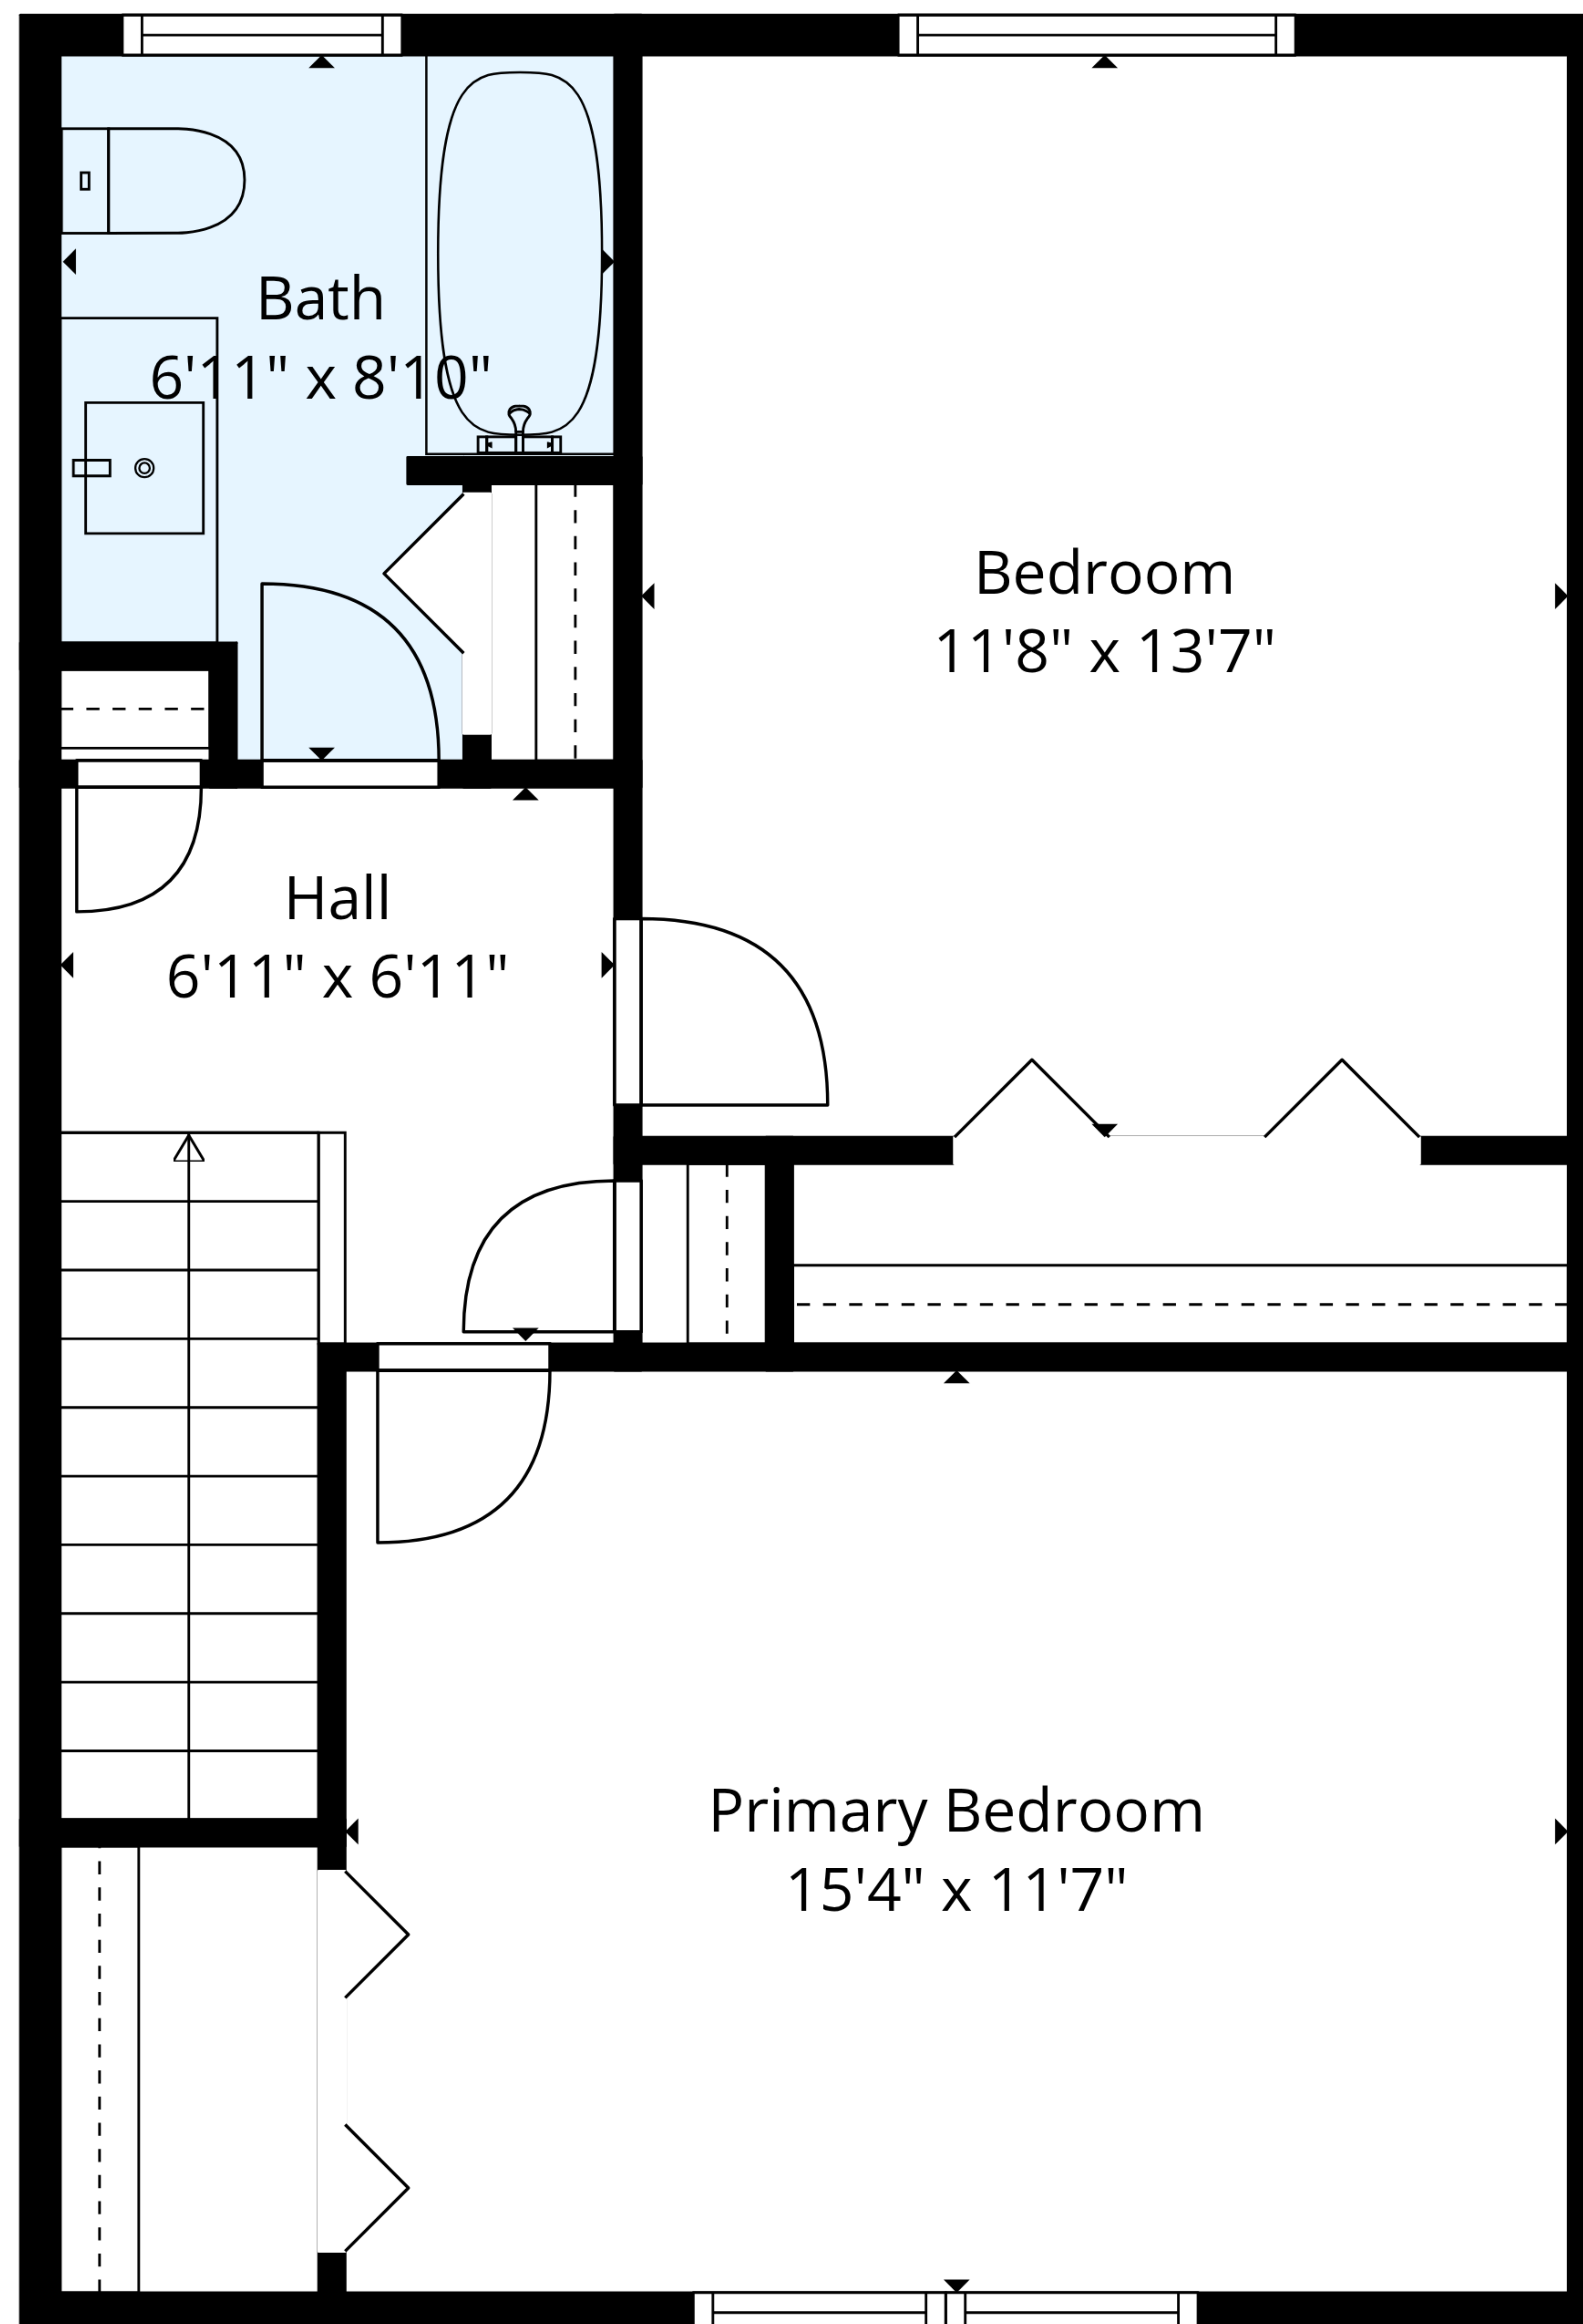 Bath
6'11" x 8'10"
Bedroom
11'8" x 13'7"
Hall
6'11" x 6'11"
Primary Bedroom
15'4" x 11'7"